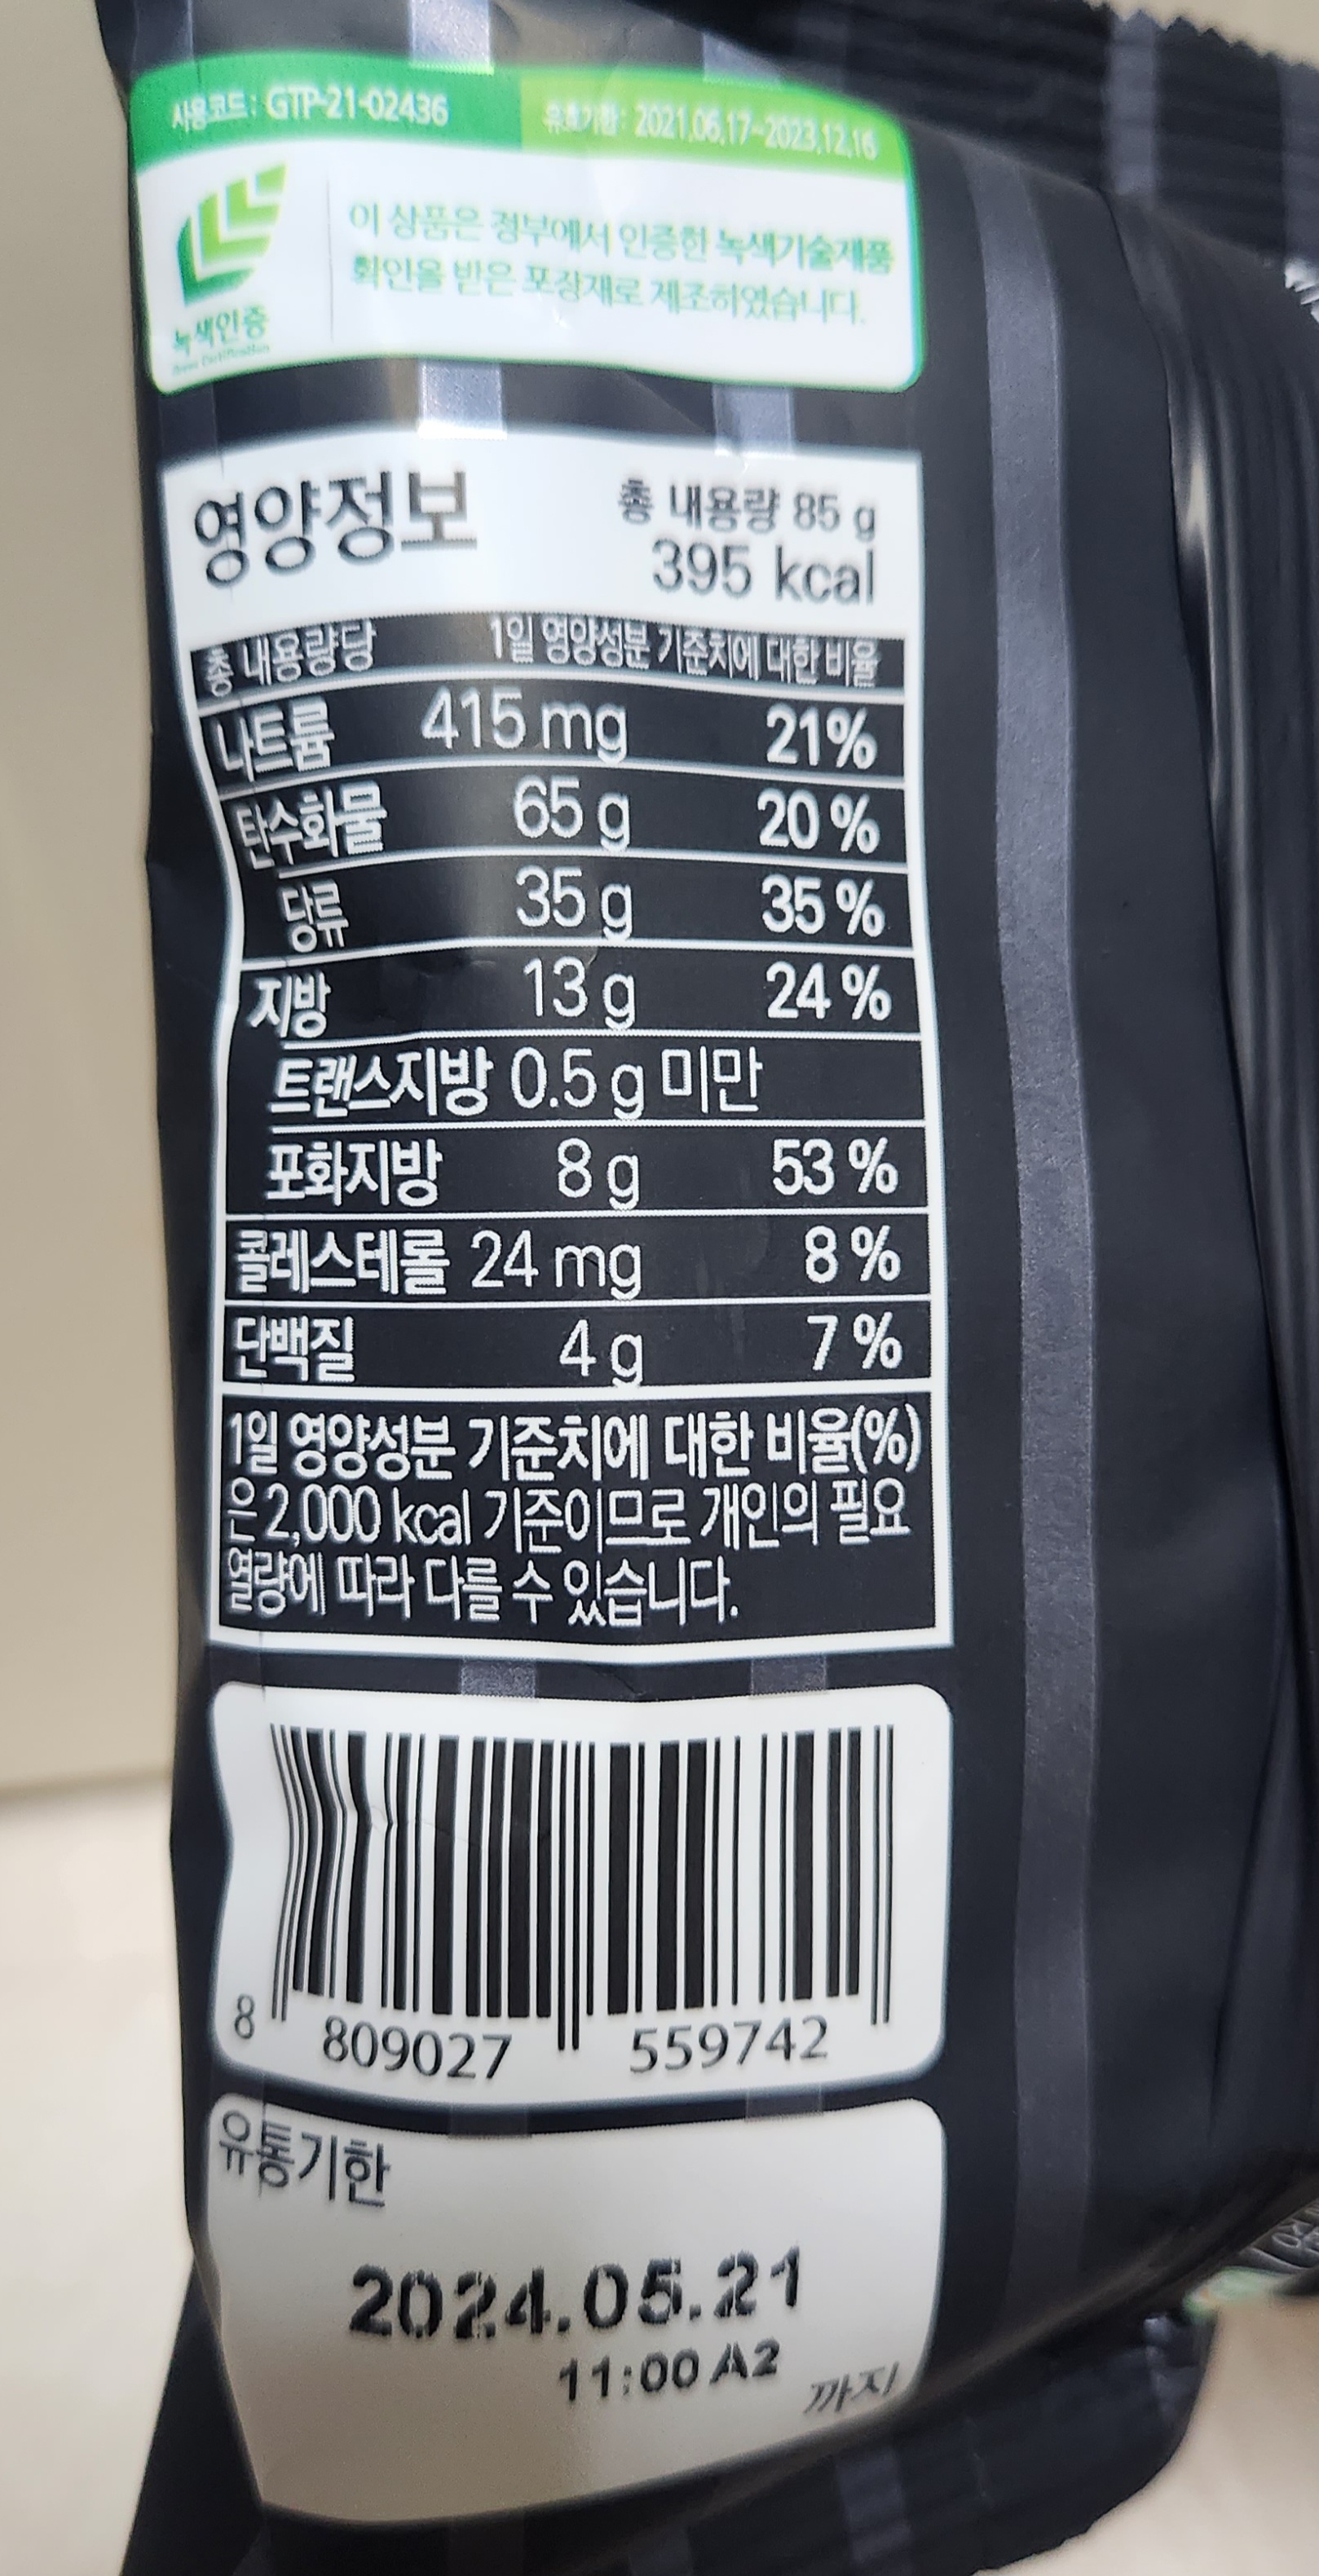 사용코드: GTP-21-02436
유효기한: 2021.06.17~2023.12.16
이 상품은 정부에서 인증한 녹색기술제품
확인을 받은 포장재로 제조하였습니다.
녹색인증
영양정보
총 내용량 85 g
395 kcal
총 내용량당 1일 영양성분 기준치에 대한 비율
나트륨 415 mg 21%
탄수화물 65 g 20 %
당류 35 g 35 %
지방 13 g 24 %
트랜스지방 0.5 g 미만
포화지방 8 g 53 %
콜레스테롤 24 mg 8 %
단백질 4 g 7 %
1일 영양성분 기준치에 대한 비율(%)
은 2,000 kcal 기준이므로 개인의 필요
열량에 따라 다를 수 있습니다.
8 809027 559742
유통기한
2024.05.21
11:00 A2
까지